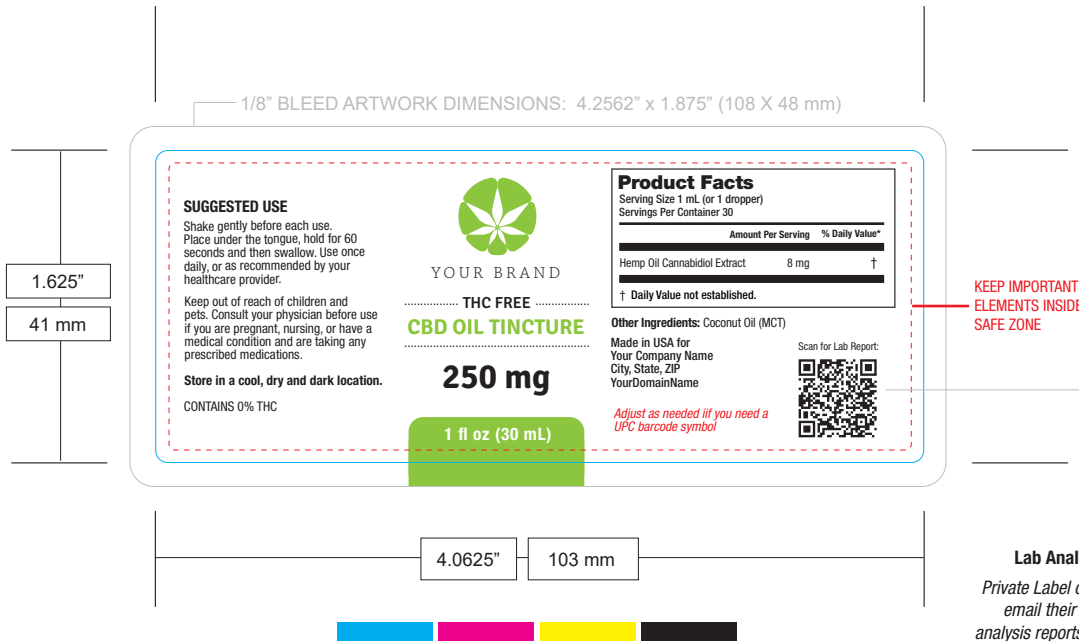 1/8" BLEED ARTWORK DIMENSIONS: 4.2562" x 1.875" (108 X 48 mm)
1.625"
41 mm
SUGGESTED USE
Shake gently before each use.
Place under the tongue, hold for 60
seconds and then swallow. Use once
daily, or as recommended by your
healthcare provider.
Keep out of reach of children and
pets. Consult your physician before use
if you are pregnant, nursing, or have a
medical condition and are taking any
prescribed medications.
Store in a cool, dry and dark location.
CONTAINS 0% THC
YOUR BRAND
THC FREE
CBD OIL TINCTURE
250 mg
1 fl oz (30 mL)
Product Facts
Serving Size 1 mL (or 1 dropper)
Servings Per Container 30
Amount Per Serving % Daily Value*
Hemp Oil Cannabidiol Extract 8 mg †
† Daily Value not established.
Other Ingredients: Coconut Oil (MCT)
Made in USA for
Your Company Name
City, State, ZIP
YourDomainName
Scan for Lab Report:
Adjust as needed iif you need a
UPC barcode symbol
KEEP IMPORTANT
ELEMENTS INSIDE
SAFE ZONE
4.0625"
103 mm
Lab Anal
Private Label c
email their
analysis reports